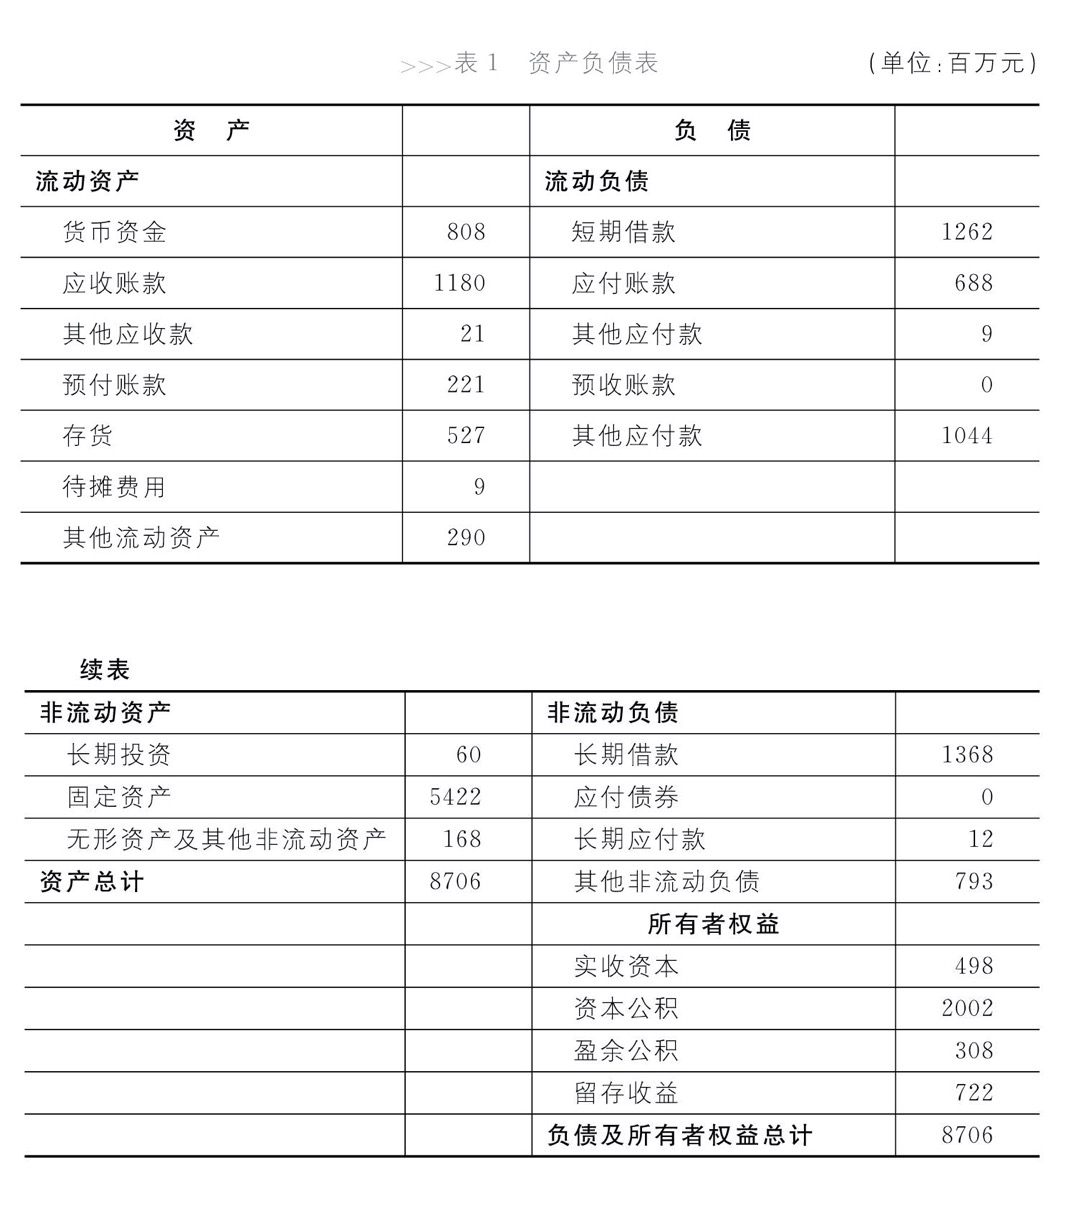 >>>表 1 资产负债表 (单位:百万元)
资 产 负 债
流动资产 流动负债
货币资金 808 短期借款 1262
应收账款 1180 应付账款 688
其他应收款 21 其他应付款 9
预付账款 221 预收账款 0
存货 527 其他应付款 1044
待摊费用 9
其他流动资产 290
续表
非流动资产 非流动负债
长期投资 60 长期借款 1368
固定资产 5422 应付债券 0
无形资产及其他非流动资产 168 长期应付款 12
资产总计 8706 其他非流动负债 793
所有者权益
实收资本 498
资本公积 2002
盈余公积 308
留存收益 722
负债及所有者权益总计 8706